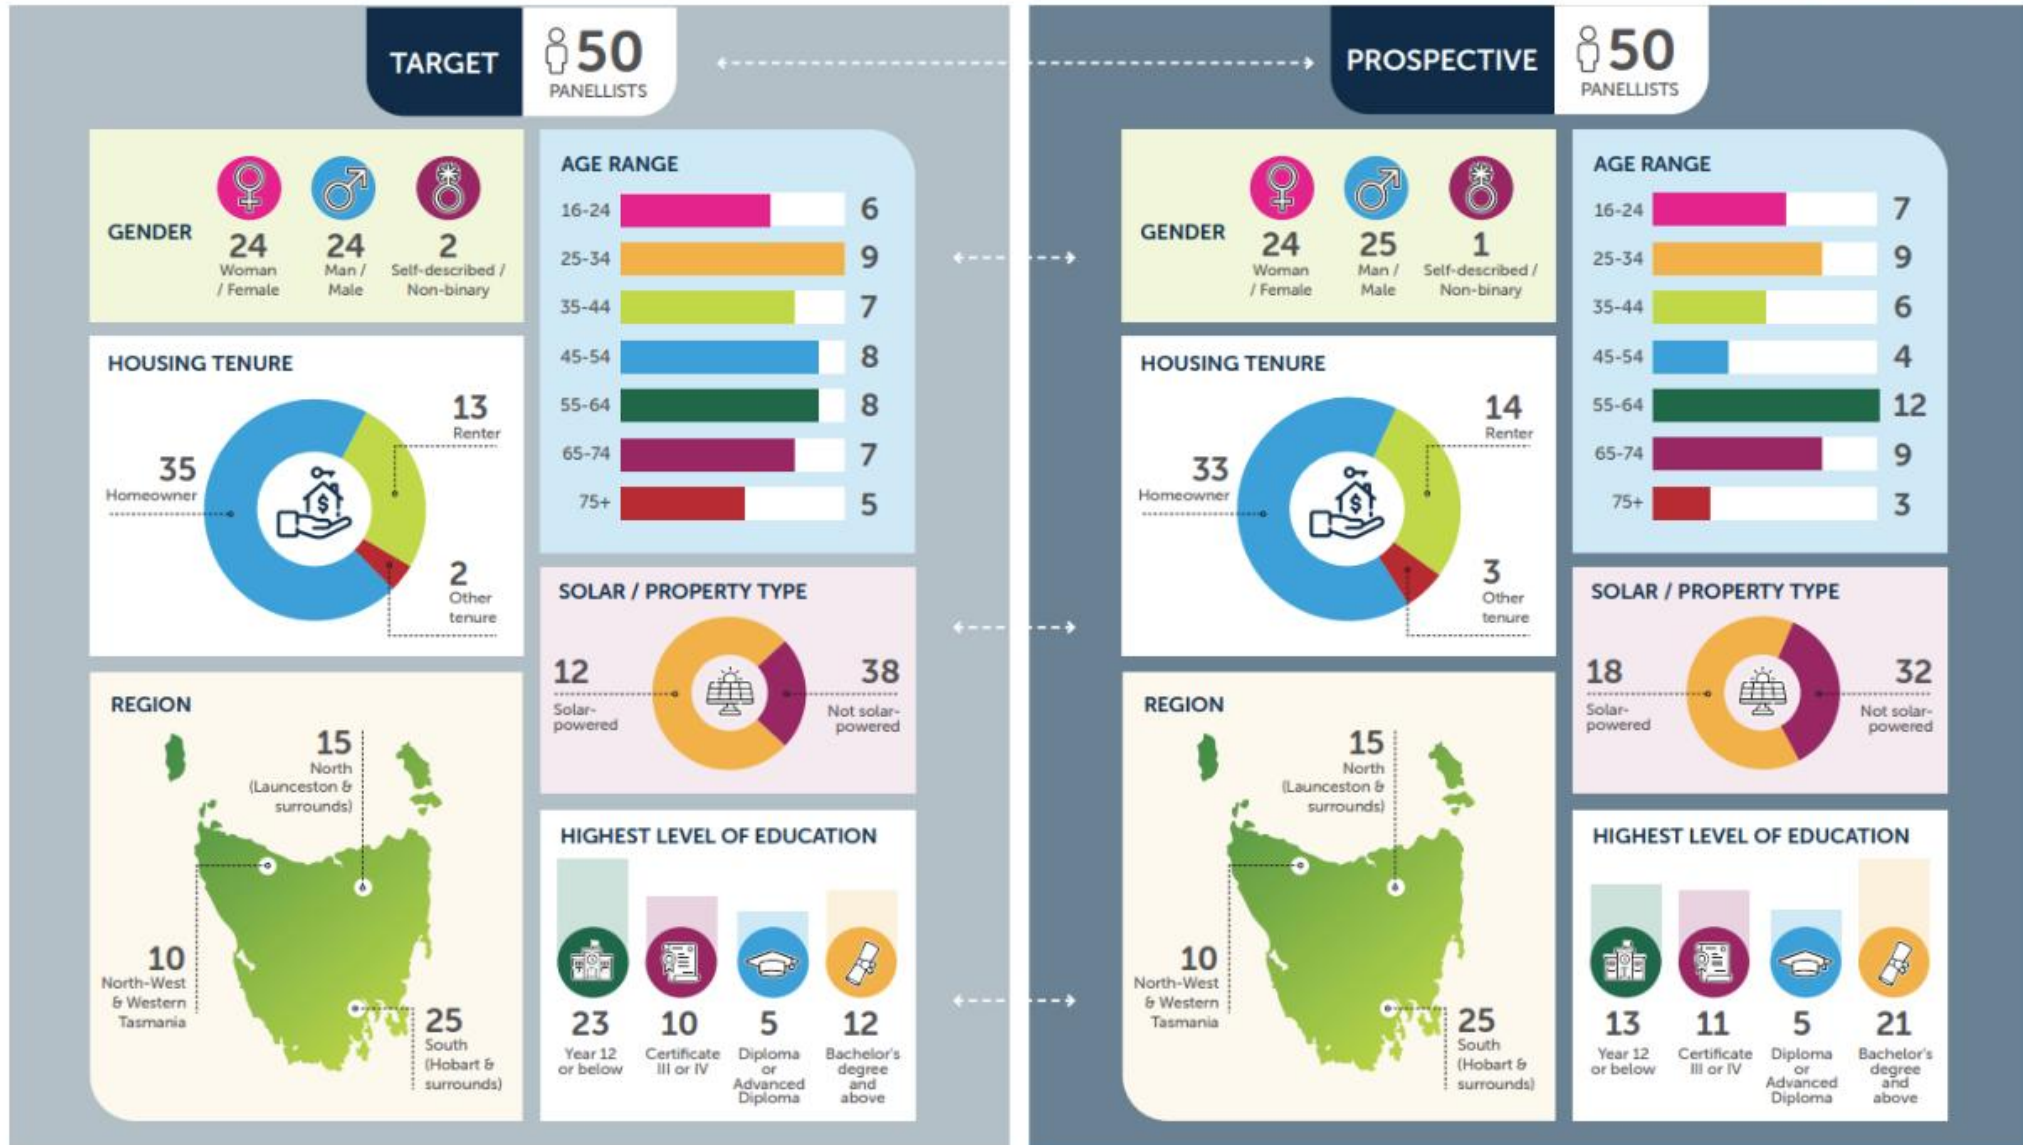 TARGET
50
PANELLISTS
GENDER
24
Woman
/ Female
24
Man /
Male
2
Self-described /
Non-binary
AGE RANGE
16-24 6
25-34 9
35-44 7
45-54 8
55-64 8
65-74 7
75+ 5
HOUSING TENURE
13
Renter
35
Homeowner
$
2
Other
tenure
SOLAR / PROPERTY TYPE
12
Solar-
powered
38
Not solar-
powered
REGION
15
North
(Launceston &
surrounds)
10
North-West
& Western
Tasmania
25
South
(Hobart &
surrounds)
HIGHEST LEVEL OF EDUCATION
23
Year 12
or below
10
Certificate
III or IV
5
Diploma
or
Advanced
Diploma
12
Bachelor's
degree
and
above
PROSPECTIVE
50
PANELLISTS
GENDER
24
Woman
/ Female
25
Man /
Male
1
Self-described /
Non-binary
AGE RANGE
16-24 7
25-34 9
35-44 6
45-54 4
55-64 12
65-74 9
75+ 3
HOUSING TENURE
14
Renter
33
Homeowner
$
3
Other
tenure
SOLAR / PROPERTY TYPE
18
Solar-
powered
32
Not solar-
powered
REGION
15
North
(Launceston &
surrounds)
10
North-West
& Western
Tasmania
25
South
(Hobart &
surrounds)
HIGHEST LEVEL OF EDUCATION
13
Year 12
or below
11
Certificate
III or IV
5
Diploma
or
Advanced
Diploma
21
Bachelor's
degree
and
above